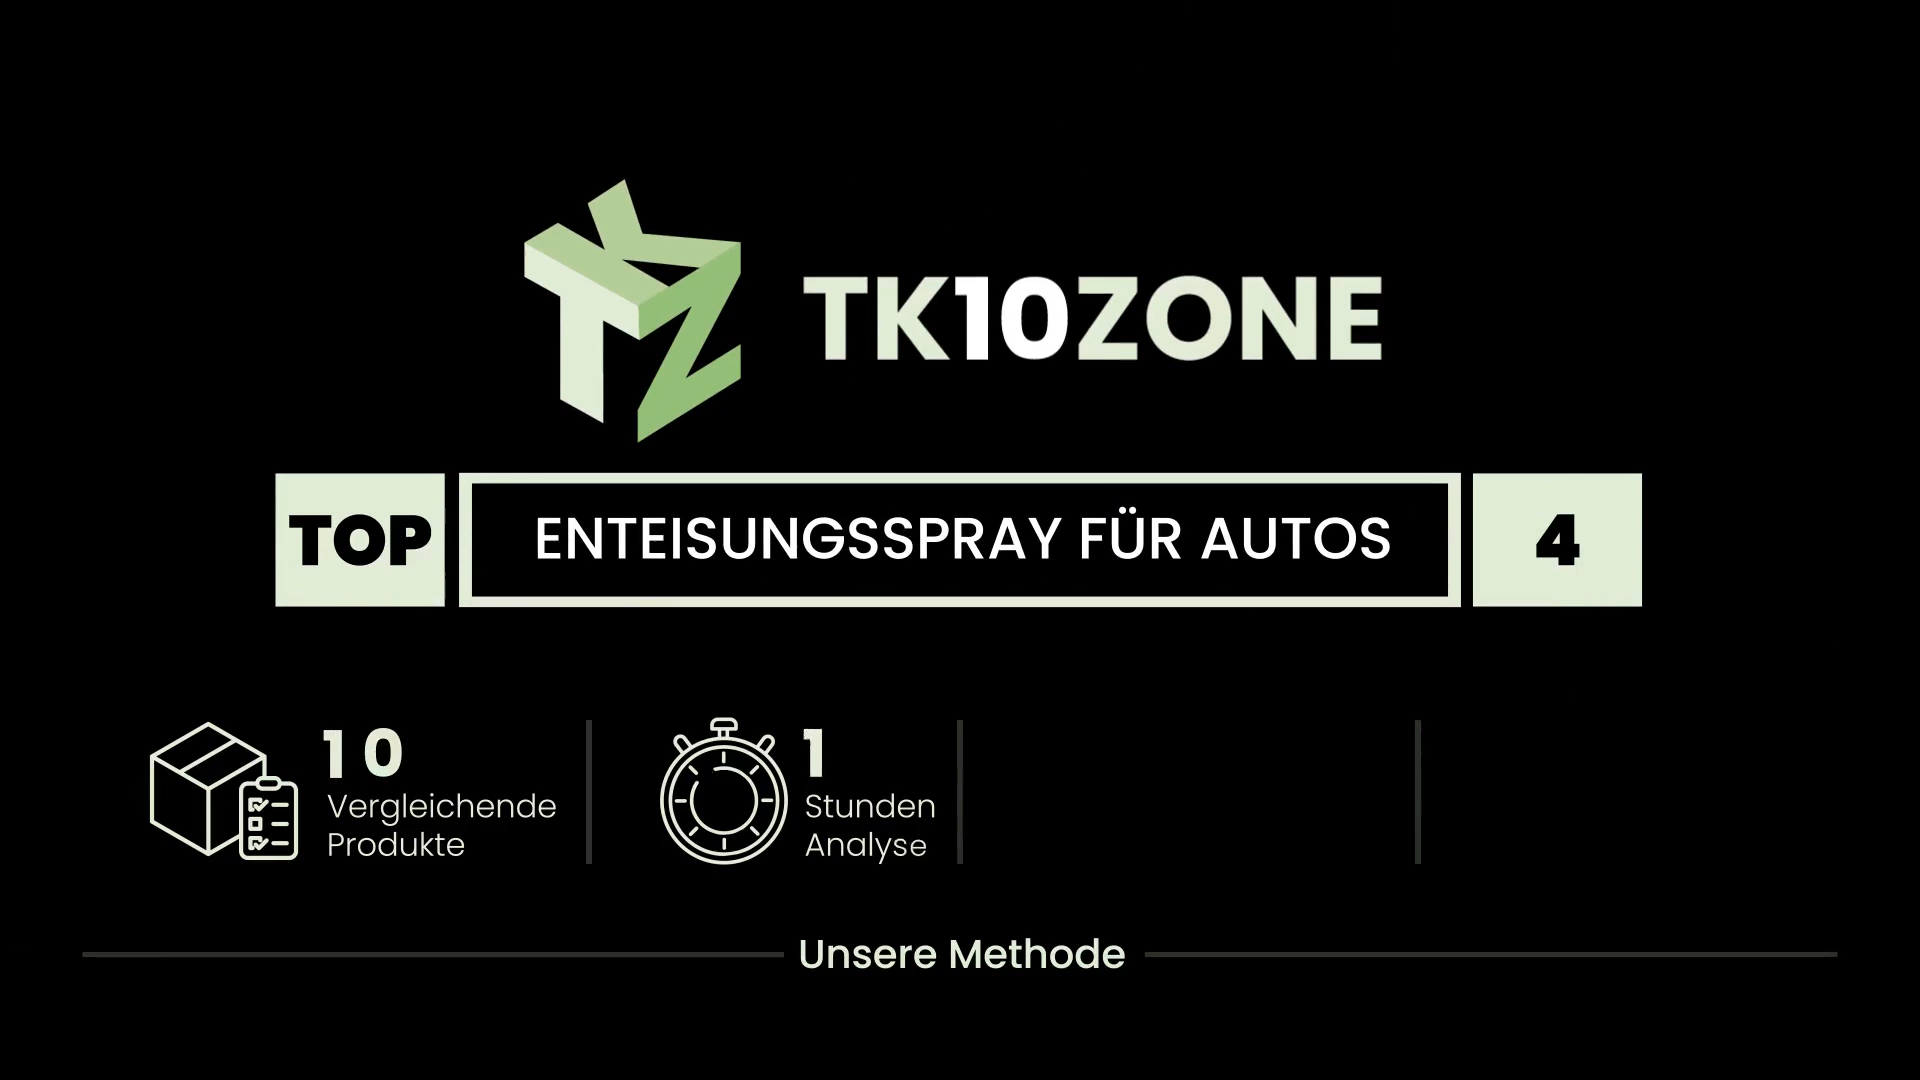 TK10ZONE
TOP ENTEISUNGSSPRAY FÜR AUTOS 4
10
Vergleichende
Produkte
1
Stunden
Analyse
Unsere Methode